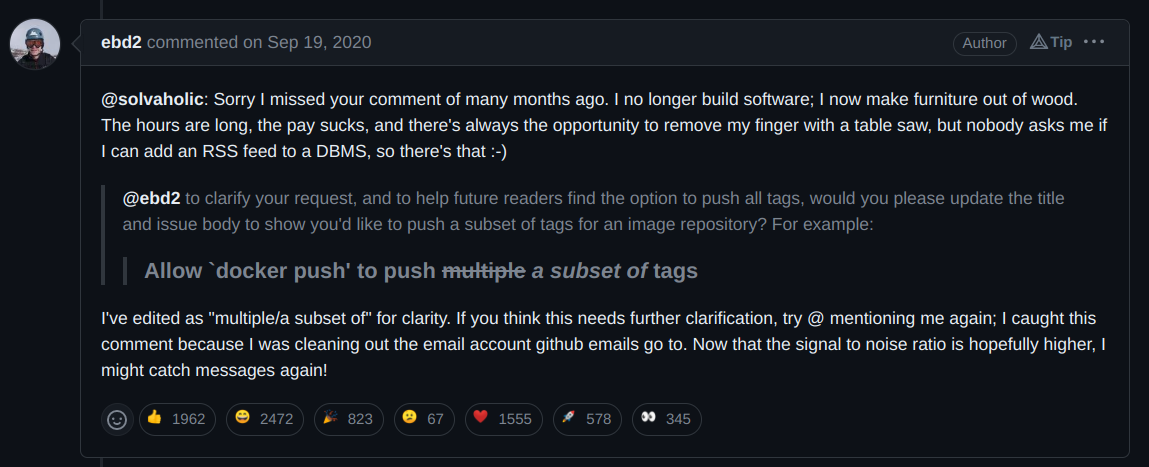 ebd2 commented on Sep 19, 2020
Author
Tip
@solvaholic: Sorry I missed your comment of many months ago. I no longer build software; I now make furniture out of wood.
The hours are long, the pay sucks, and there's always the opportunity to remove my finger with a table saw, but nobody asks me if
I can add an RSS feed to a DBMS, so there's that :-)
@ebd2 to clarify your request, and to help future readers find the option to push all tags, would you please update the title
and issue body to show you'd like to push a subset of tags for an image repository? For example:
Allow `docker push' to push multiple a subset of tags
I've edited as "multiple/a subset of" for clarity. If you think this needs further clarification, try @ mentioning me again; I caught this
comment because I was cleaning out the email account github emails go to. Now that the signal to noise ratio is hopefully higher, I
might catch messages again!
👍 1962 😄 2472 🎉 823 😕 67 ❤️ 1555 🚀 578 👀 345